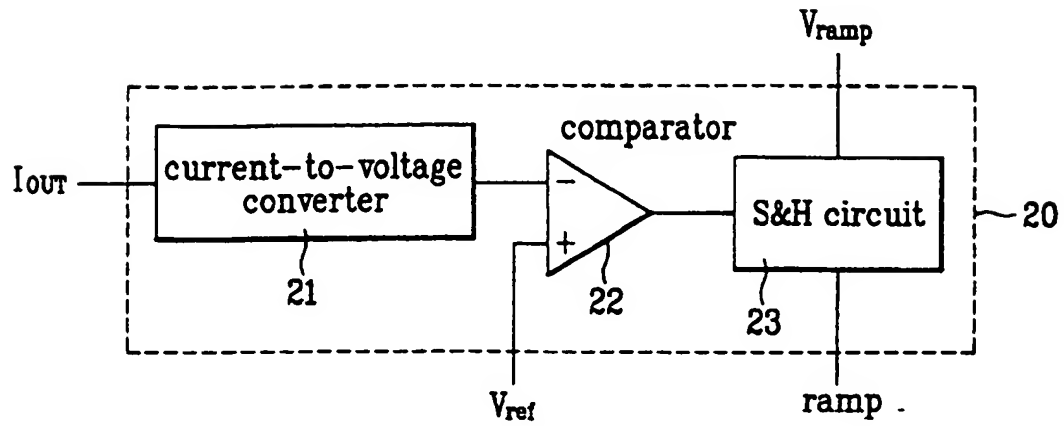 Vramp
comparator
IOUT
current-to-voltage
converter
−
+
S&H circuit
20
21
22
23
Vref
ramp